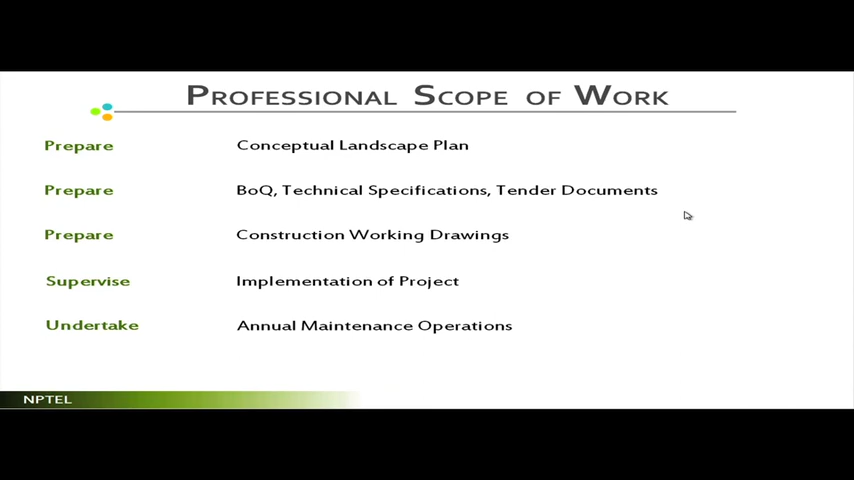 PROFESSIONAL SCOPE OF WORK
Prepare Conceptual Landscape Plan
Prepare BoQ, Technical Specifications, Tender Documents
Prepare Construction Working Drawings
Supervise Implementation of Project
Undertake Annual Maintenance Operations
NPTEL